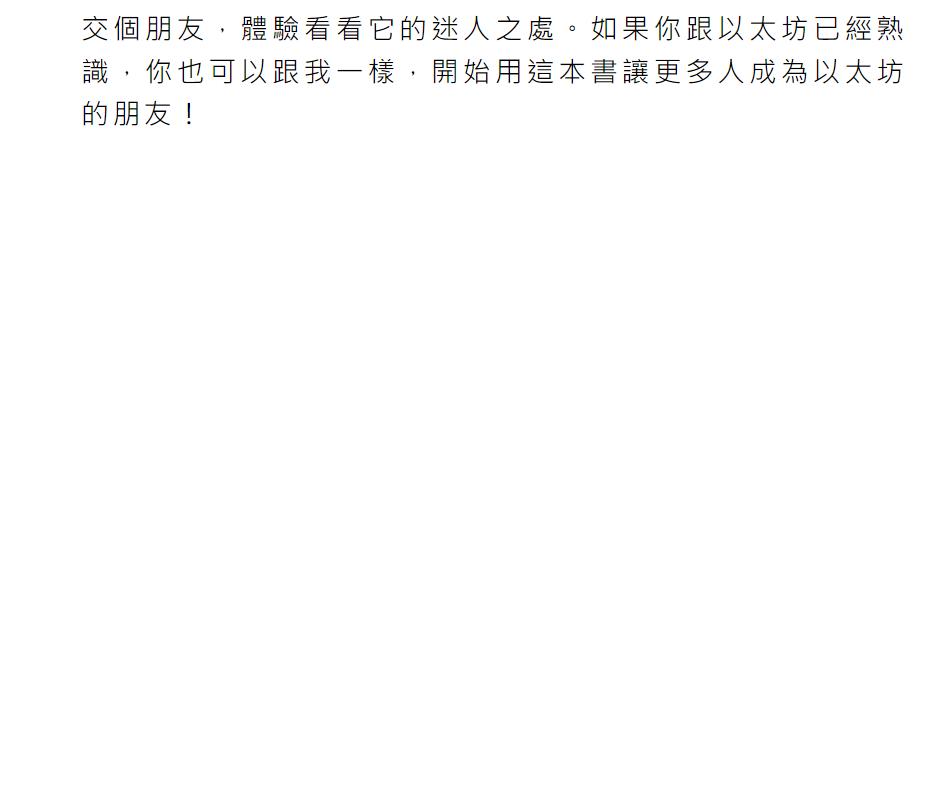 交個朋友，體驗看看它的迷人之處。如果你跟以太坊已經熟
識，你也可以跟我一樣，開始用這本書讓更多人成為以太坊
的朋友！